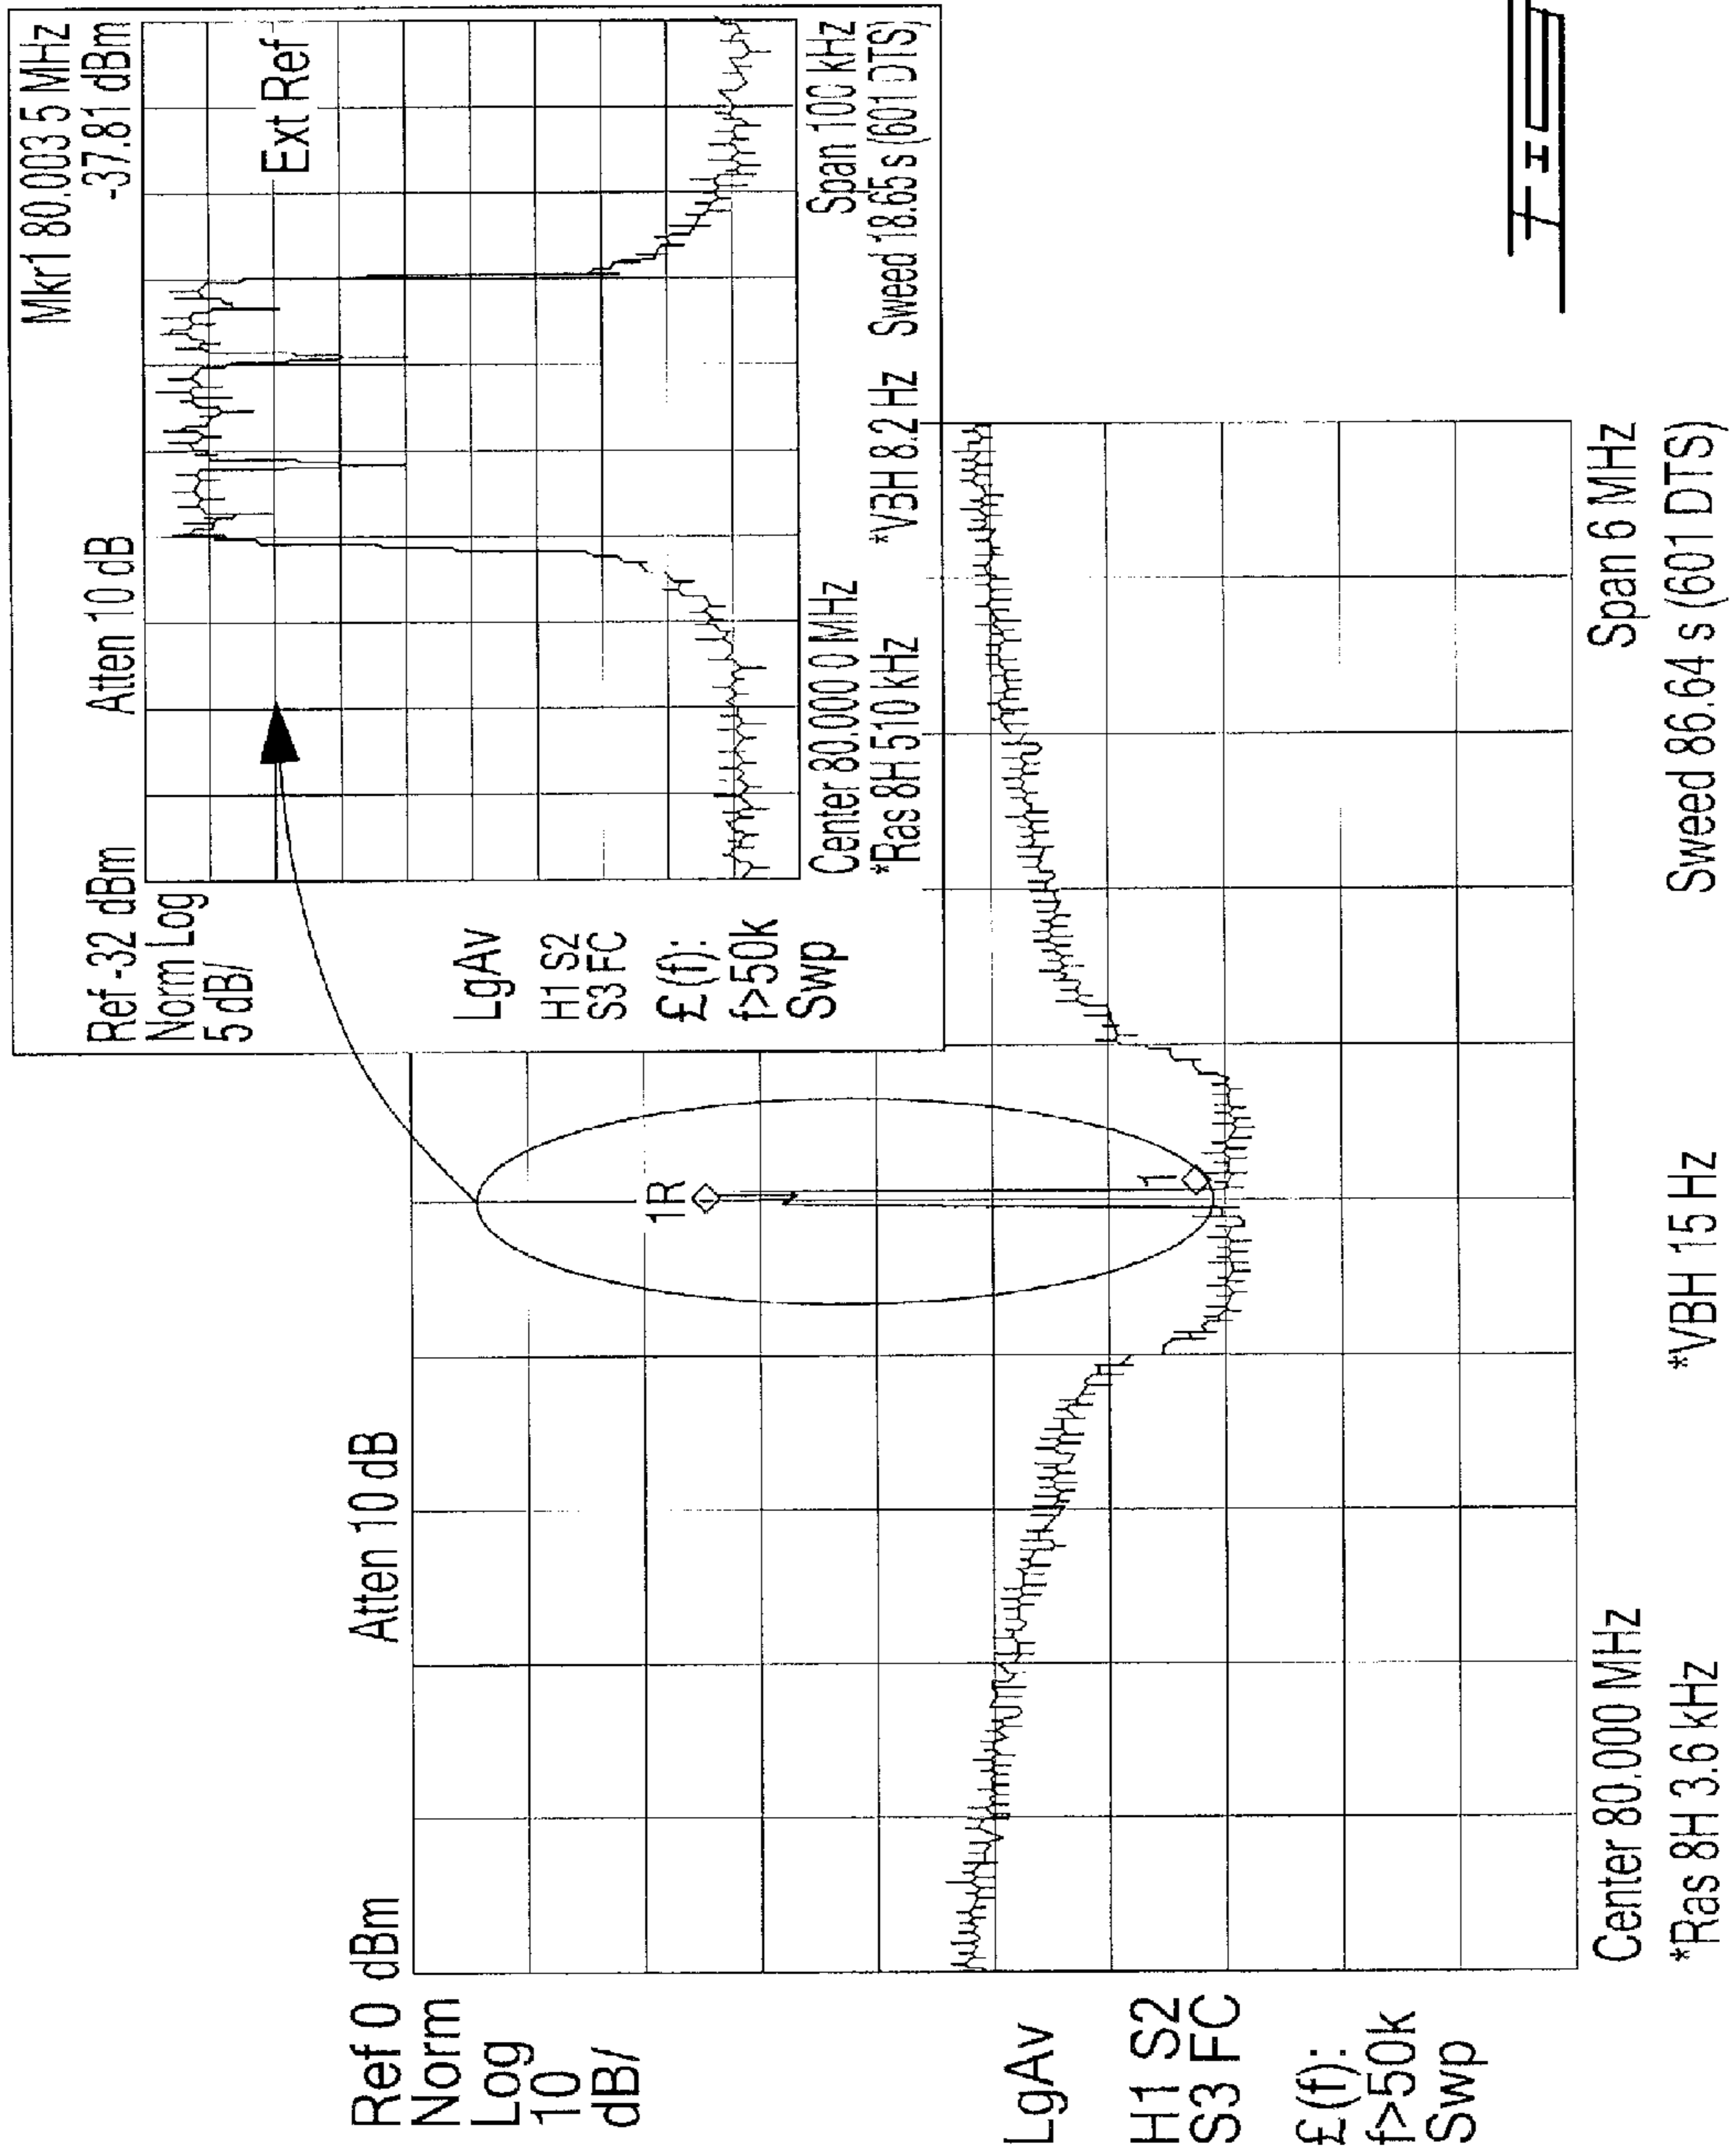 Mkr1 80.003 5 MHz
Ref -32 dBm Atten 10 dB -37.81 dBm
Norm Log
5 dB/
Ext Ref
LgAv
H1 S2
S3 FC
£ (f):
f>50k
Swp
Center 80.000 0 MHz Span 100 kHz
*Ras 8H 510 kHz *VBH 8.2 Hz Sweed 18.65 s (601 DTS)
Ref 0 dBm Atten 10 dB
Norm
Log
10
dB/
1R
1
LgAv
H1 S2
S3 FC
£ (f):
f>50k
Swp
Center 80.000 MHz Span 6 MHz
*Ras 8H 3.6 kHz *VBH 15 Hz Sweed 86.64 s (601 DTS)